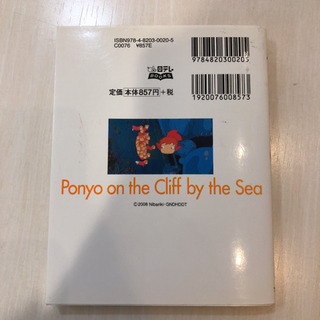 ISBN978-4-8203-0020-5
C0076 ¥857E
日テレ
BOOKS
定価 本体857円 +税
9784820300205
1920076008573
Ponyo on the Cliff by the Sea
©2008 Nibariki·GNDHDDT